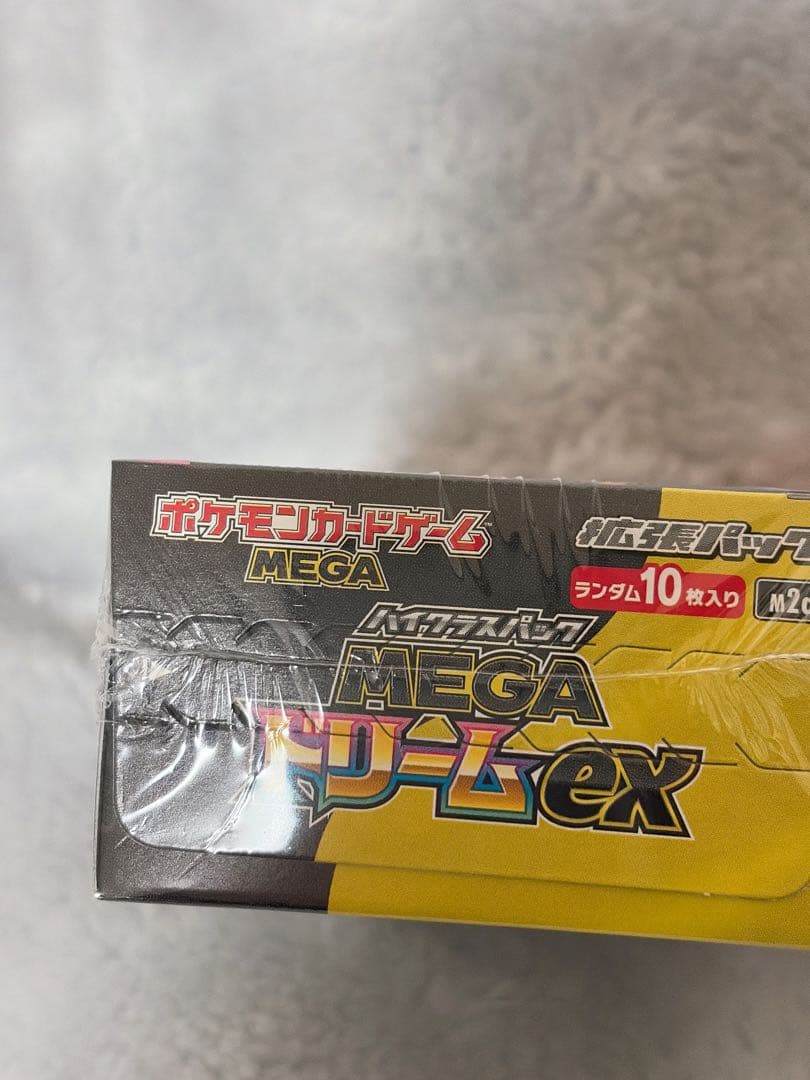 ポケモンカードゲーム
MEGA
拡張パック
ランダム10枚入り
ハイクラスパック
MEGA
ドリームex